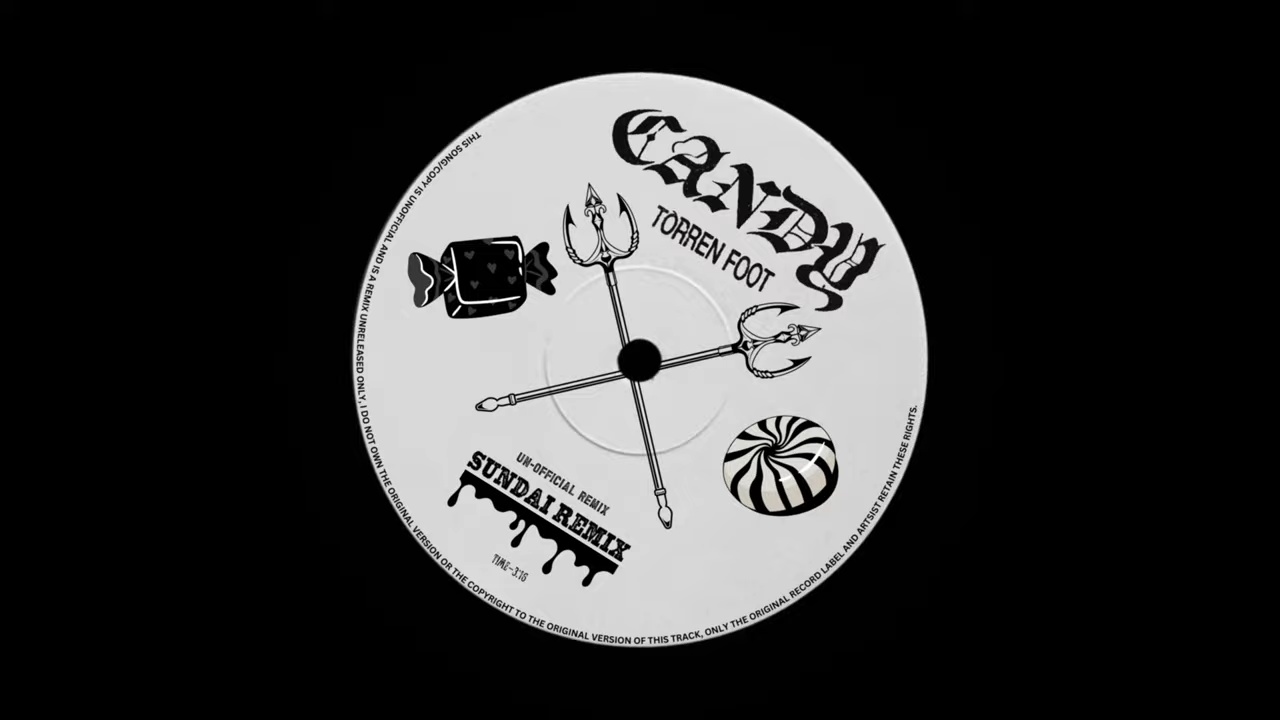 CANDY
TORREN FOOT
UN-OFFICIAL REMIX
SUNDAI REMIX
TIME-3:16
THIS SONG/COPY IS UNOFFICIAL AND IS A REMIX UNRELEASED ONLY, I DO NOT OWN THE ORIGINAL VERSION OR THE COPYRIGHT TO THE ORIGINAL VERSION OF THIS TRACK, ONLY THE ORIGINAL RECORD LABEL AND ARTSIST RETAIN THESE RIGHTS.